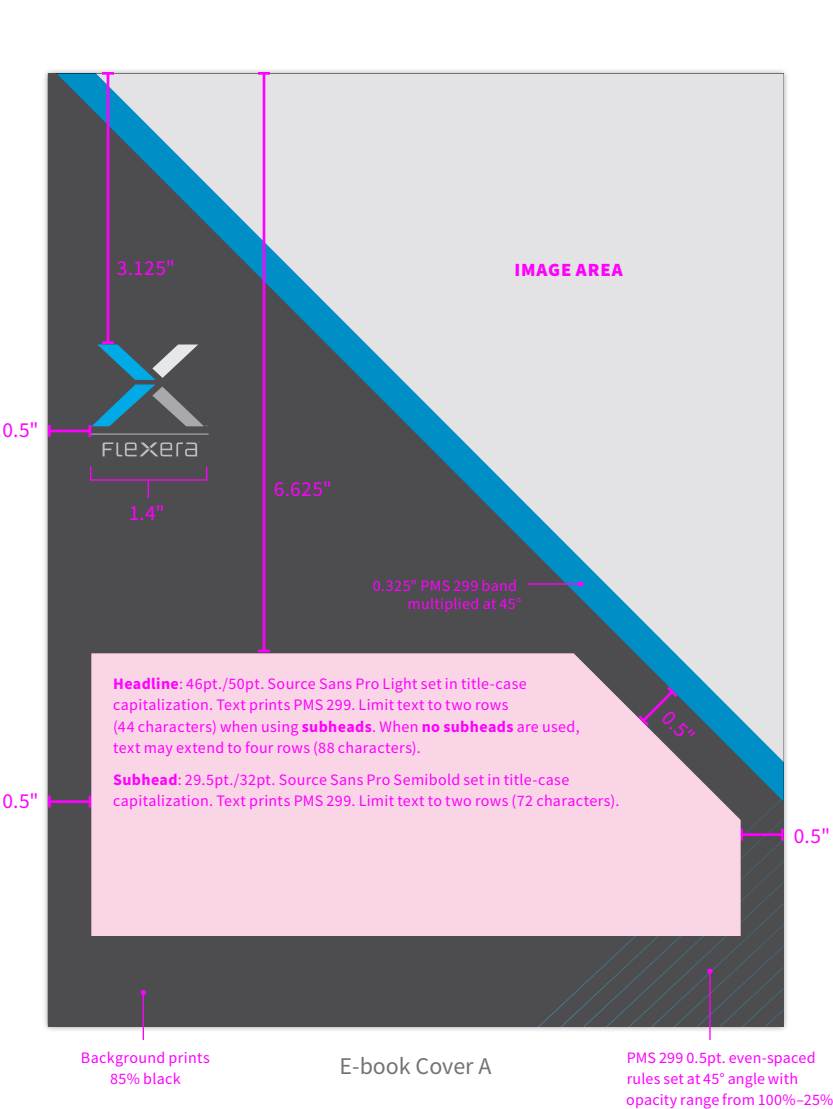 3.125"
IMAGE AREA
0.5"
FLEXERA
6.625"
1.4"
0.325" PMS 299 band
multiplied at 45°
Headline: 46pt./50pt. Source Sans Pro Light set in title-case
capitalization. Text prints PMS 299. Limit text to two rows
(44 characters) when using subheads. When no subheads are used,
text may extend to four rows (88 characters).
0.5"
Subhead: 29.5pt./32pt. Source Sans Pro Semibold set in title-case
capitalization. Text prints PMS 299. Limit text to two rows (72 characters).
0.5"
0.5"
Background prints
85% black
E-book Cover A
PMS 299 0.5pt. even-spaced
rules set at 45° angle with
opacity range from 100%–25%